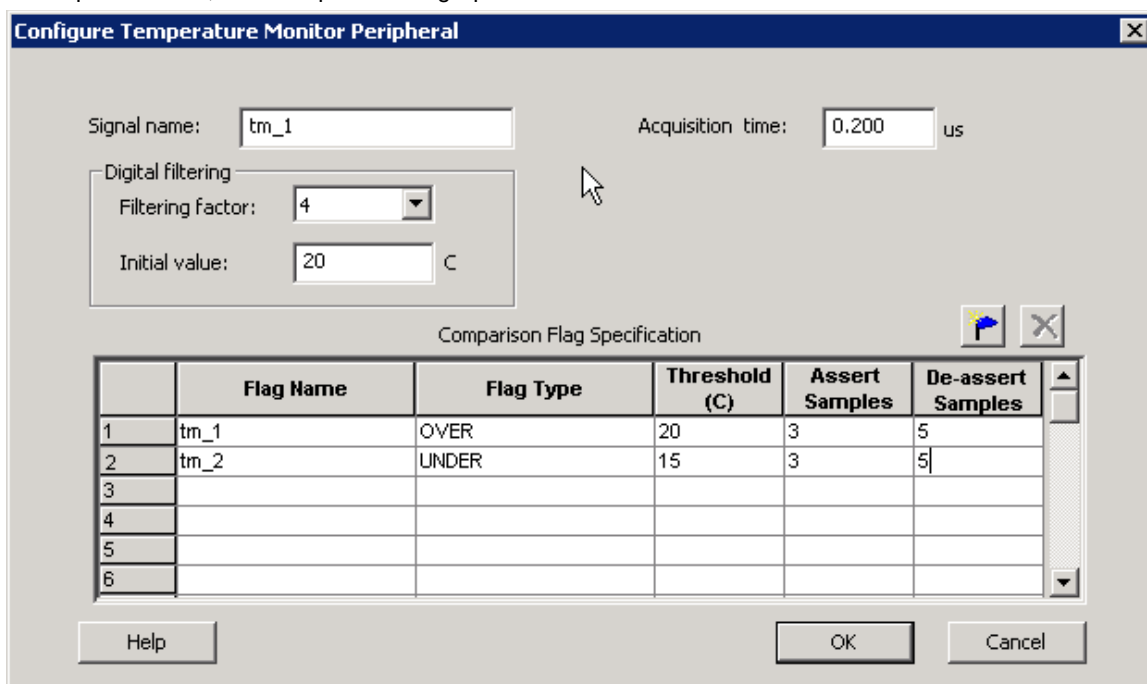 Configure Temperature Monitor Peripheral
Signal name: tm_1 Acquisition time: 0.200 us
Digital filtering
Filtering factor: 4
Initial value: 20 C
Comparison Flag Specification
Flag Name Flag Type Threshold (C) Assert Samples De-assert Samples
1 tm_1 OVER 20 3 5
2 tm_2 UNDER 15 3 5
3
4
5
6
Help OK Cancel